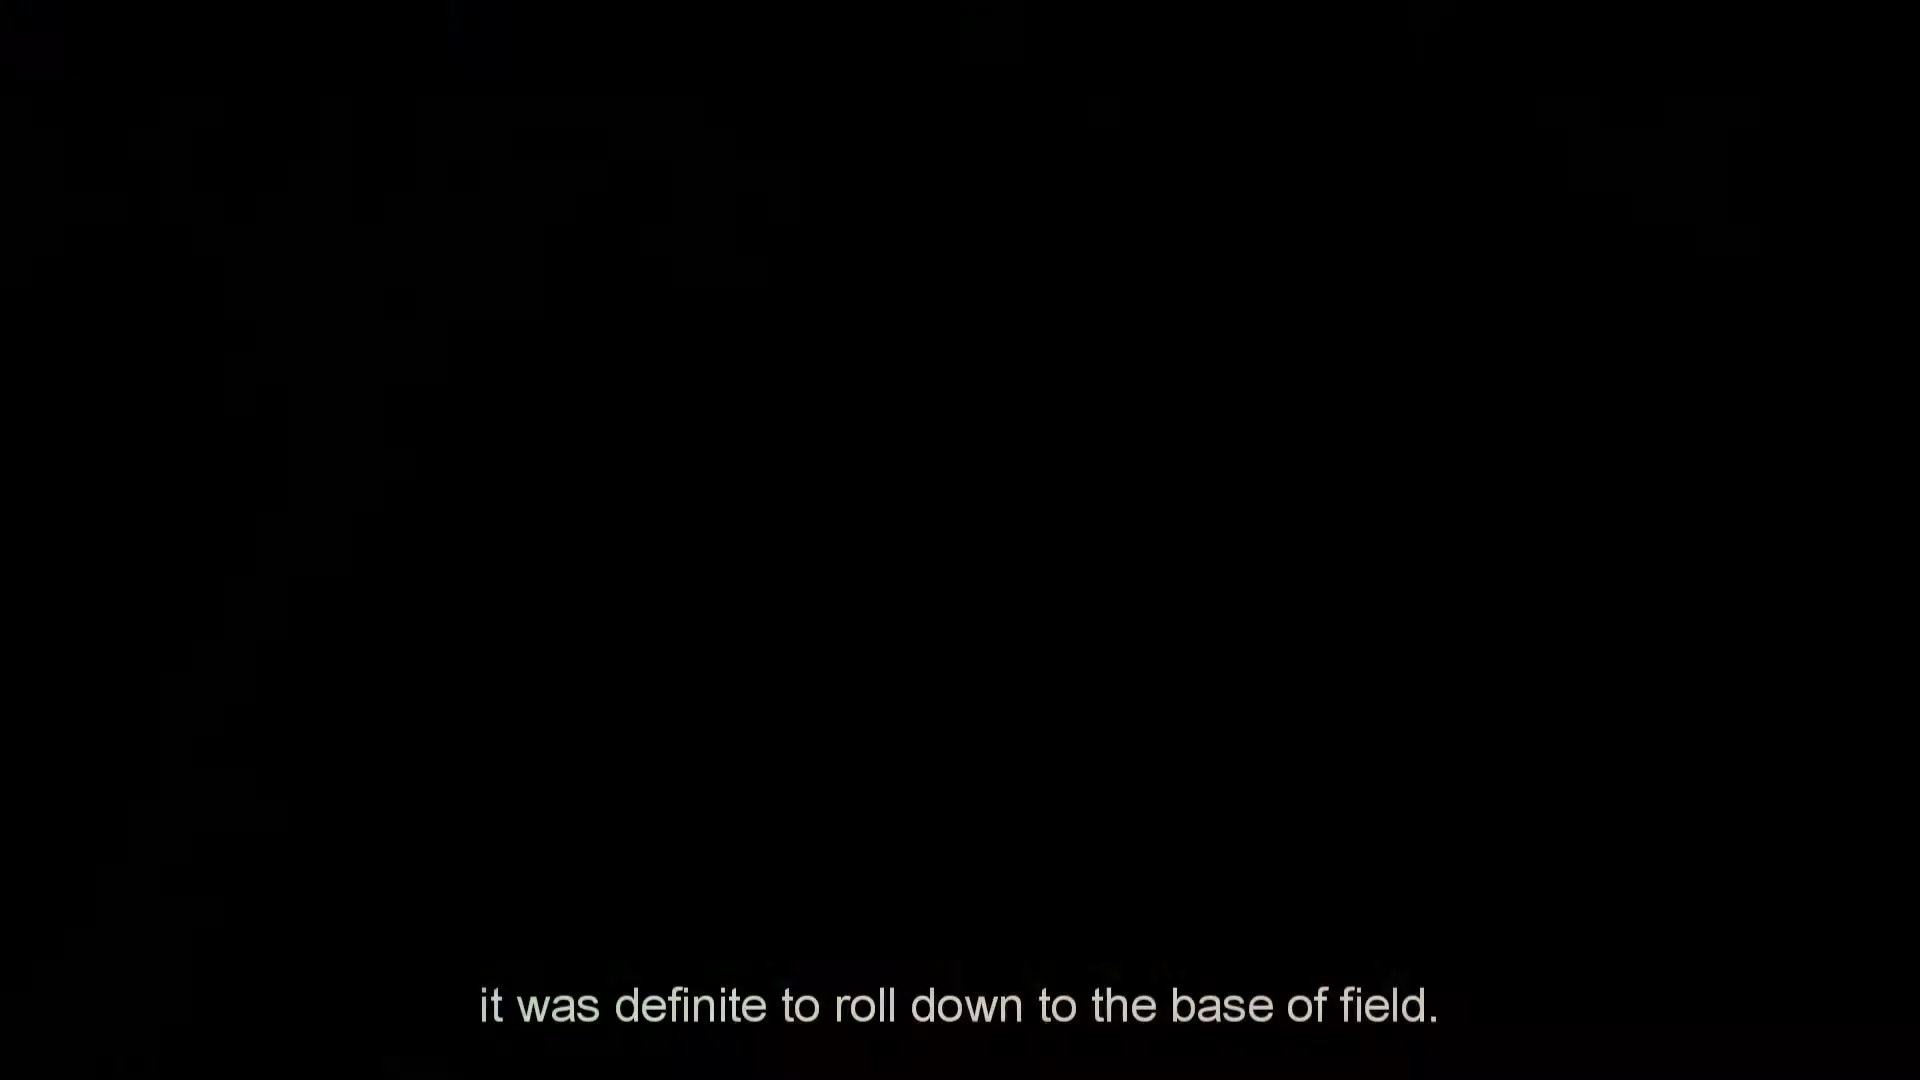 it was definite to roll down to the base of field.